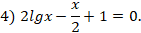 4) 2lgx − x/2 + 1 = 0.